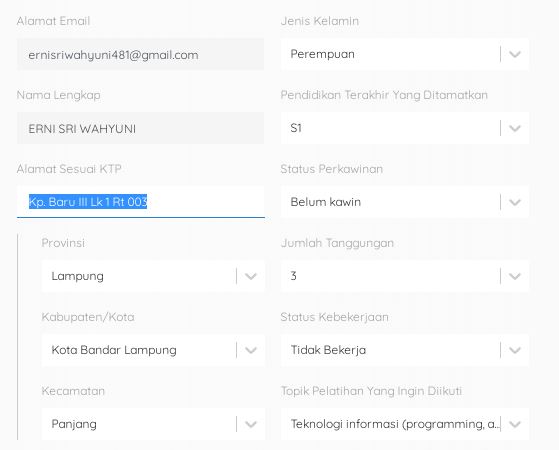 Alamat Email
ernisriwahyuni481@gmail.com
Nama Lengkap
ERNI SRI WAHYUNI
Alamat Sesuai KTP
Kp. Baru III Lk 1 Rt 003
Provinsi
Lampung
Kabupaten/Kota
Kota Bandar Lampung
Kecamatan
Panjang
Jenis Kelamin
Perempuan
Pendidikan Terakhir Yang Ditamatkan
S1
Status Perkawinan
Belum kawin
Jumlah Tanggungan
3
Status Kebekerjaan
Tidak Bekerja
Topik Pelatihan Yang Ingin Diikuti
Teknologi informasi (programming, a...